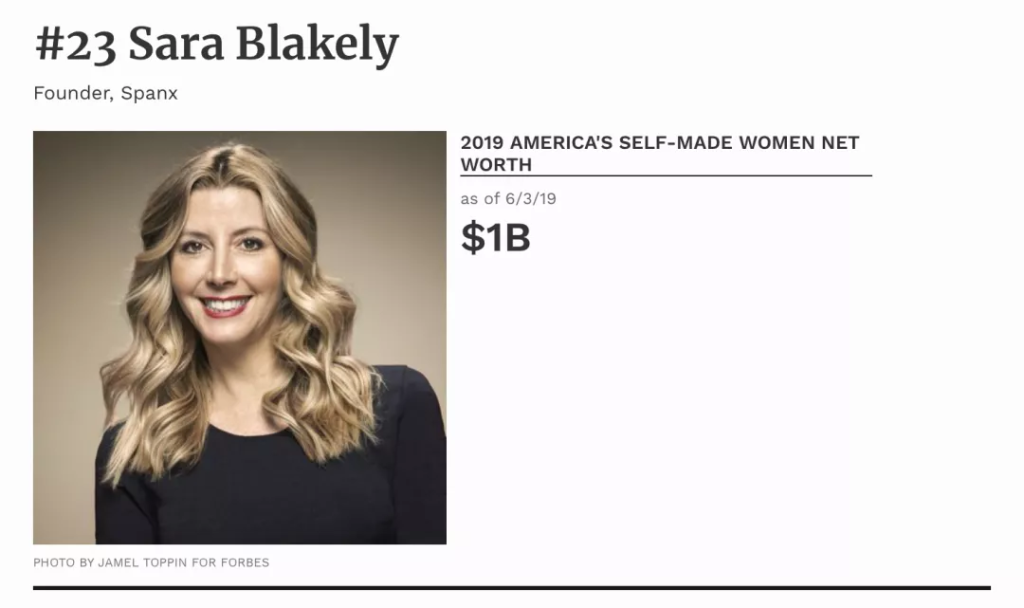 #23 Sara Blakely
Founder, Spanx
2019 AMERICA'S SELF-MADE WOMEN NET
WORTH
as of 6/3/19
$1B
PHOTO BY JAMEL TOPPIN FOR FORBES